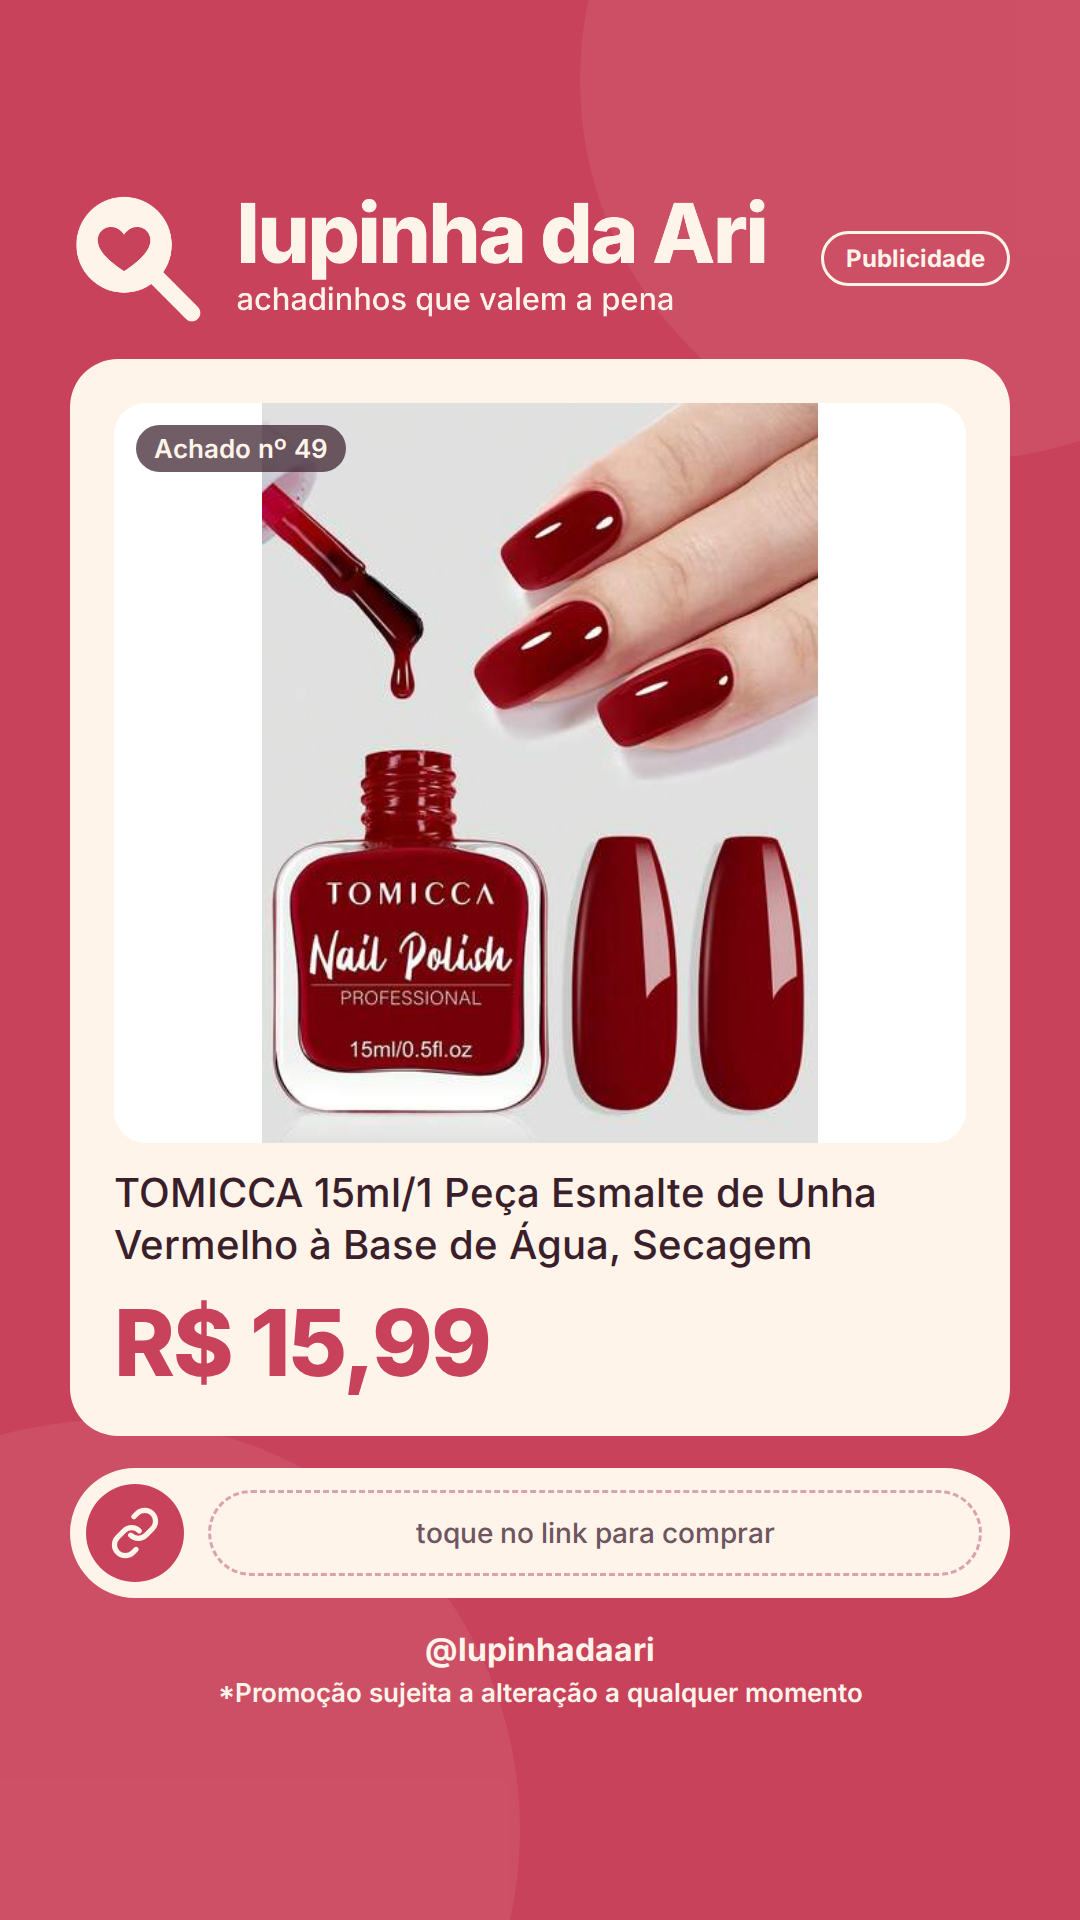 lupinha da Ari
achadinhos que valem a pena
Publicidade
Achado nº 49
TOMICCA
Nail Polish
PROFESSIONAL
15ml/0.5fl.oz
TOMICCA 15ml/1 Peça Esmalte de Unha
Vermelho à Base de Água, Secagem
R$ 15,99
toque no link para comprar
@lupinhadaari
*Promoção sujeita a alteração a qualquer momento